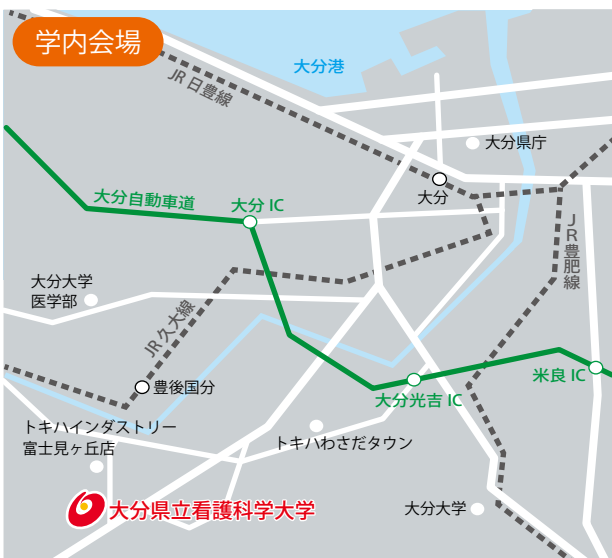 学内会場
大分港
JR日豊線
大分県庁
大分自動車道
大分 IC
大分
JR豊肥線
大分大学
医学部
JR久大線
豊後国分
米良 IC
大分光吉 IC
トキハインダストリー
富士見ヶ丘店
トキハわさだタウン
大分県立看護科学大学
大分大学